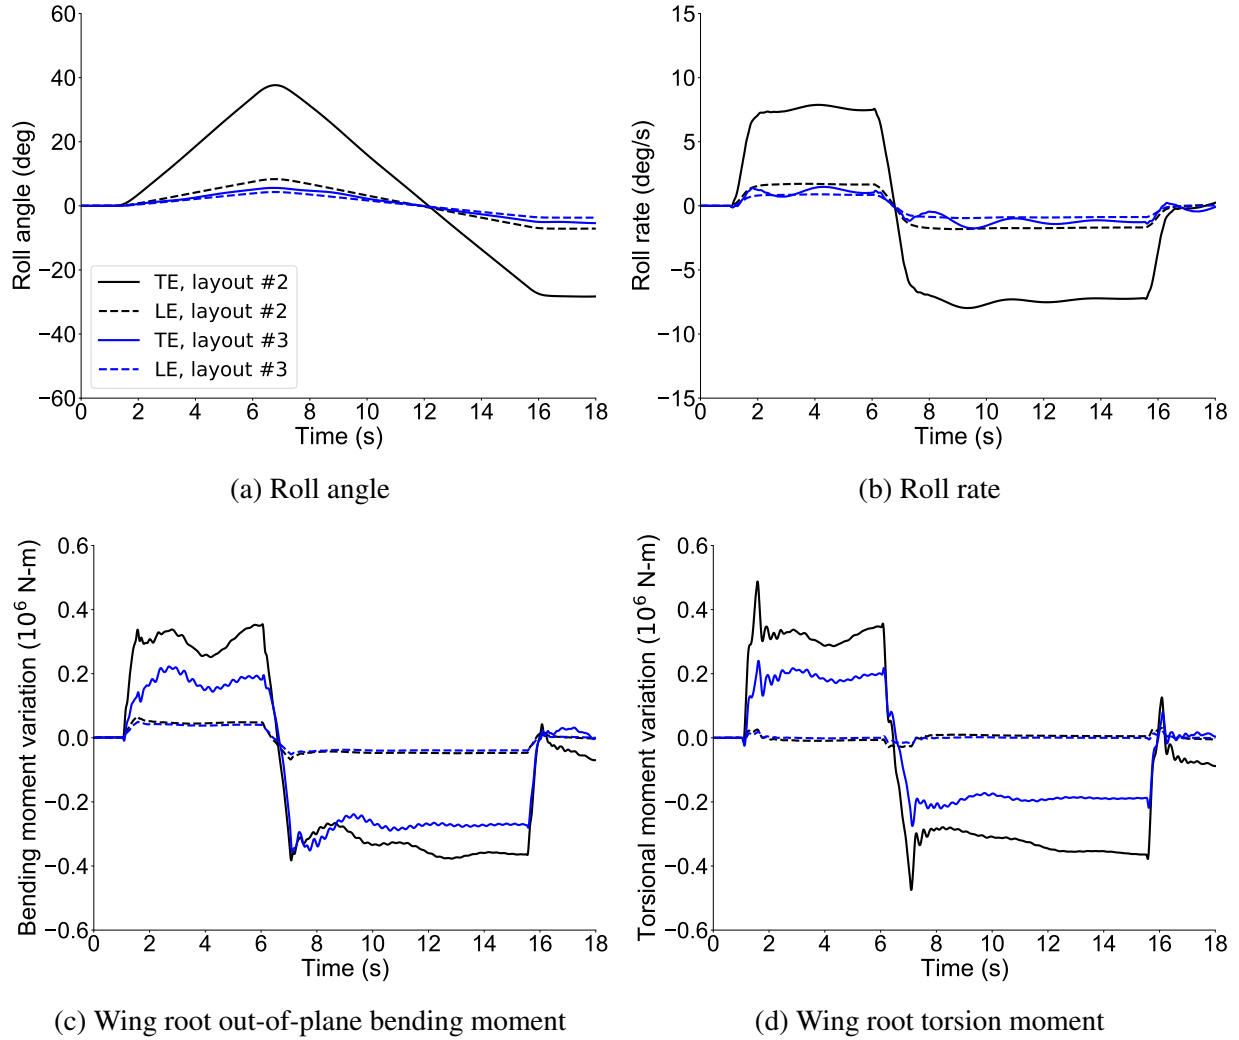 60
40
20
0
−20
−40
−60
Roll angle (deg)
TE, layout #2
LE, layout #2
TE, layout #3
LE, layout #3
0 2 4 6 8 10 12 14 16 18
Time (s)
(a) Roll angle
15
10
5
0
−5
−10
−15
Roll rate (deg/s)
0 2 4 6 8 10 12 14 16 18
Time (s)
(b) Roll rate
0.6
0.4
0.2
0.0
−0.2
−0.4
−0.6
Bending moment variation (10⁶ N-m)
0 2 4 6 8 10 12 14 16 18
Time (s)
(c) Wing root out-of-plane bending moment
0.6
0.4
0.2
0.0
−0.2
−0.4
−0.6
Torsional moment variation (10⁶ N-m)
0 2 4 6 8 10 12 14 16 18
Time (s)
(d) Wing root torsion moment